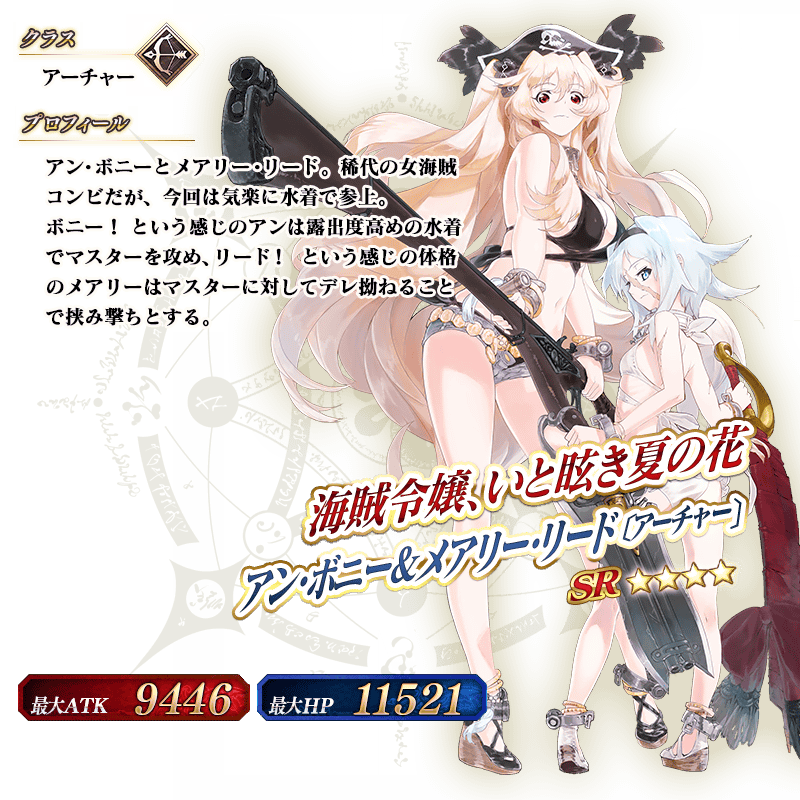 クラス
アーチャー
プロフィール
アン・ボニーとメアリー・リード。稀代の女海賊
コンビだが、今回は気楽に水着で参上。
ボニー！ という感じのアンは露出度高めの水着
でマスターを攻め、リード！ という感じの体格
のメアリーはマスターに対してデレ拗ねること
で挟み撃ちとする。
海賊令嬢、いと眩き夏の花
アン・ボニー&メアリー・リード〔アーチャー〕
SR
最大ATK 9446
最大HP 11521